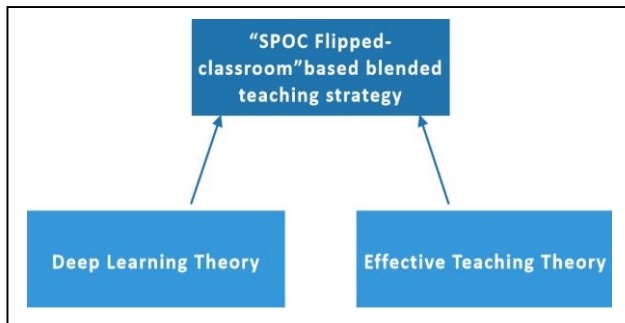 “SPOC Flipped-
classroom”based blended
teaching strategy
Deep Learning Theory
Effective Teaching Theory